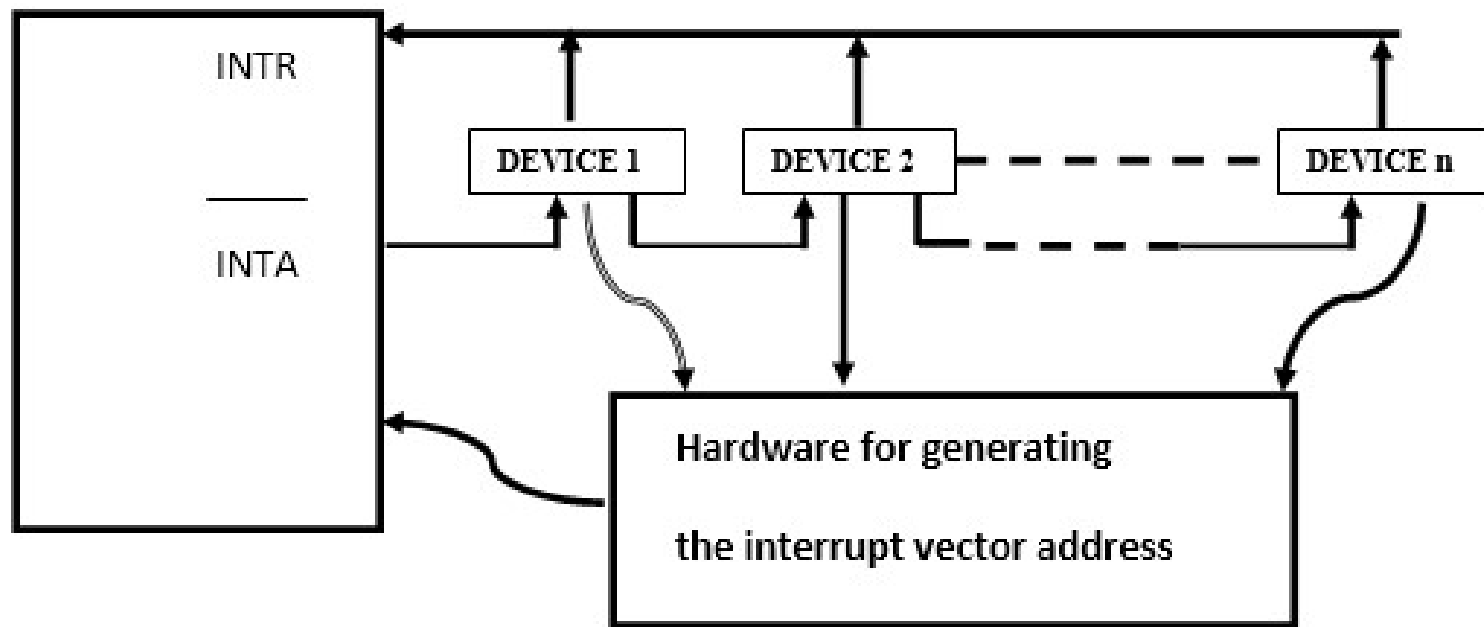 INTR
DEVICE 1
DEVICE 2
DEVICE n
INTA
Hardware for generating
the interrupt vector address